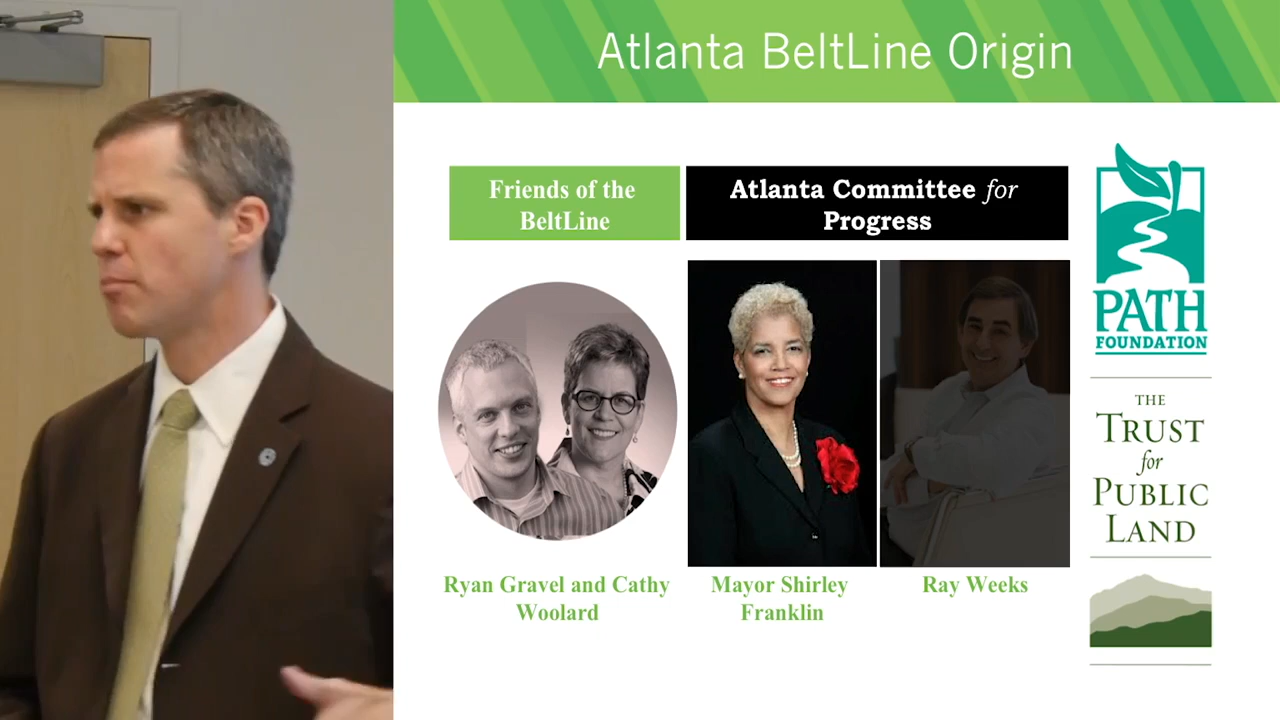 Atlanta BeltLine Origin
Friends of the
BeltLine
Atlanta Committee for
Progress
Ryan Gravel and Cathy
Woolard
Mayor Shirley
Franklin
Ray Weeks
PATH
FOUNDATION
THE
TRUST
for
PUBLIC
LAND